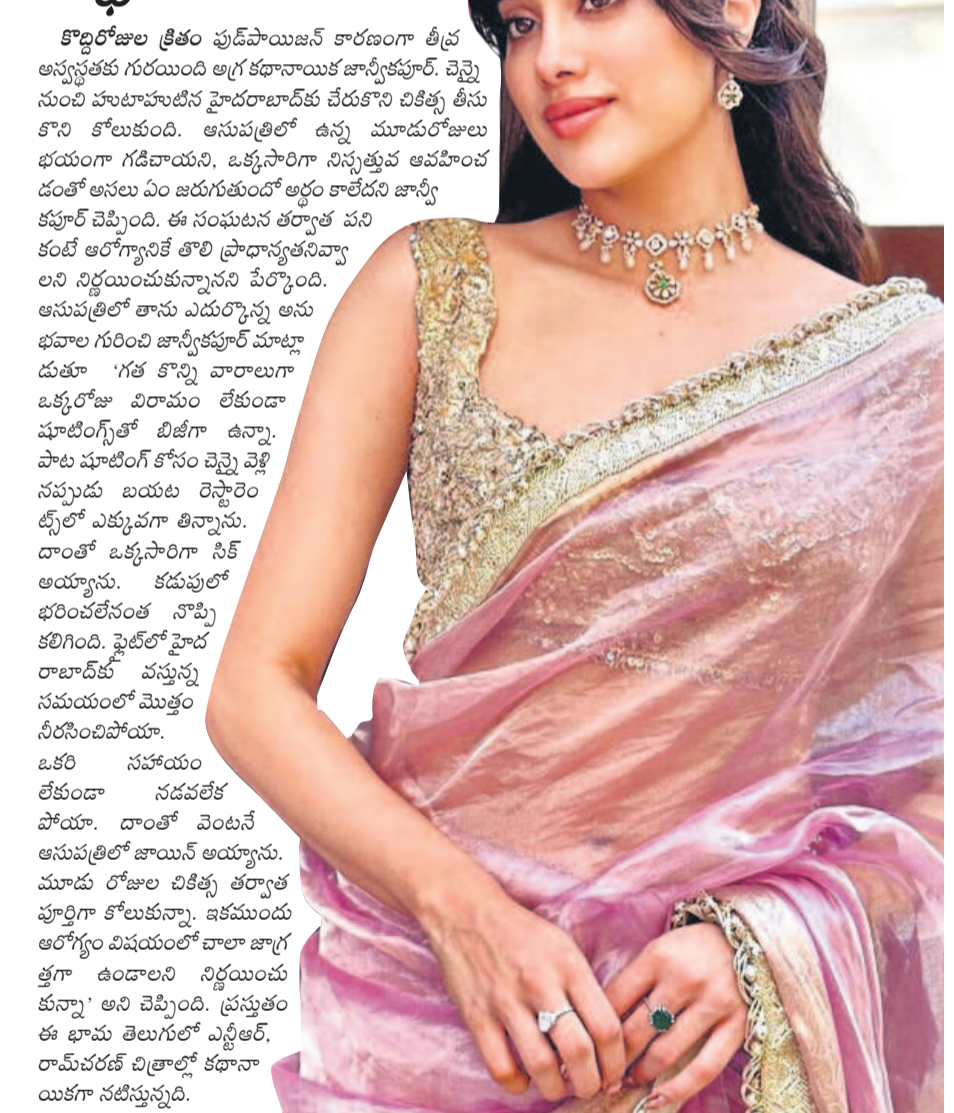 కొద్దిరోజుల క్రితం ఫుడ్‌పాయిజన్ కారణంగా తీవ్ర
అస్వస్థతకు గురయింది అగ్ర కథానాయిక జాన్వీకపూర్. చెన్నై
నుంచి హుటాహుటిన హైదరాబాద్‌కు చేరుకొని చికిత్స తీసు
కొని కోలుకుంది. ఆసుపత్రిలో ఉన్న మూడురోజులు
భయంగా గడిచాయని, ఒక్కసారిగా నిస్సత్తువ ఆవహించ
డంతో అసలు ఏం జరుగుతుందో అర్థం కాలేదని జాన్వీ
కపూర్ చెప్పింది. ఈ సంఘటన తర్వాత పని
కంటే ఆరోగ్యానికే తొలి ప్రాధాన్యతనివ్వా
లని నిర్ణయించుకున్నానని పేర్కొంది.
ఆసుపత్రిలో తాను ఎదుర్కొన్న అను
భవాల గురించి జాన్వీకపూర్ మాట్లా
డుతూ ‘గత కొన్ని వారాలుగా
ఒక్కరోజు విరామం లేకుండా
షూటింగ్స్‌తో బిజీగా ఉన్నా.
పాట షూటింగ్ కోసం చెన్నై వెళ్లి
నప్పుడు బయట రెస్టారెం
ట్స్‌లో ఎక్కువగా తిన్నాను.
దాంతో ఒక్కసారిగా సిక్
అయ్యాను. కడుపులో
భరించలేనంత నొప్పి
కలిగింది. ఫ్లైట్‌లో హైద
రాబాద్‌కు వస్తున్న
సమయంలో మొత్తం
నీరసించిపోయా.
ఒకరి సహాయం
లేకుండా నడవలేక
పోయా. దాంతో వెంటనే
ఆసుపత్రిలో జాయిన్ అయ్యాను.
మూడు రోజుల చికిత్స తర్వాత
పూర్తిగా కోలుకున్నా. ఇకముందు
ఆరోగ్యం విషయంలో చాలా జాగ్ర
త్తగా ఉండాలని నిర్ణయించు
కున్నా’ అని చెప్పింది. ప్రస్తుతం
ఈ భామ తెలుగులో ఎన్టీఆర్,
రామ్‌చరణ్ చిత్రాల్లో కథానా
యికగా నటిస్తున్నది.